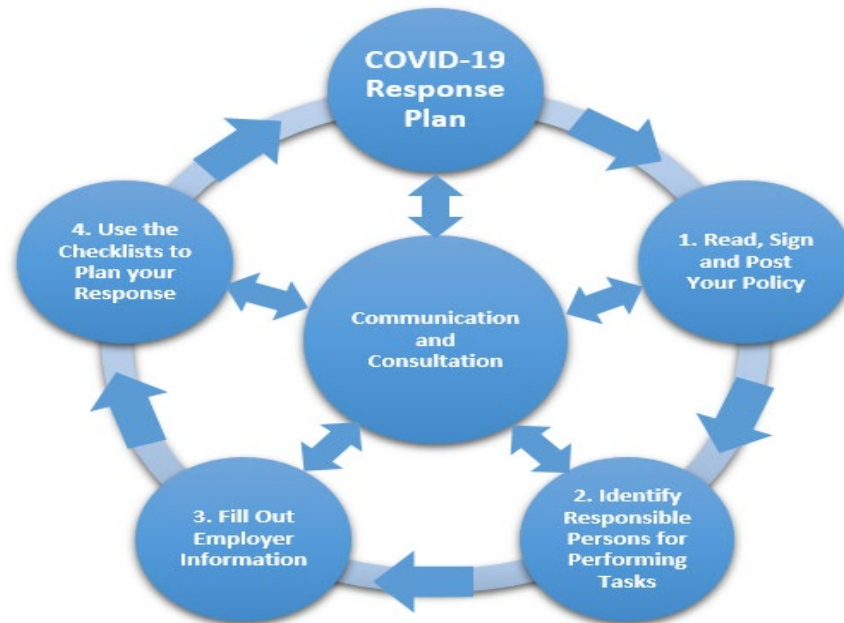 COVID-19
Response
Plan
1. Read, Sign
and Post
Your Policy
2. Identify
Responsible
Persons for
Performing
Tasks
3. Fill Out
Employer
Information
4. Use the
Checklists to
Plan your
Response
Communication
and
Consultation